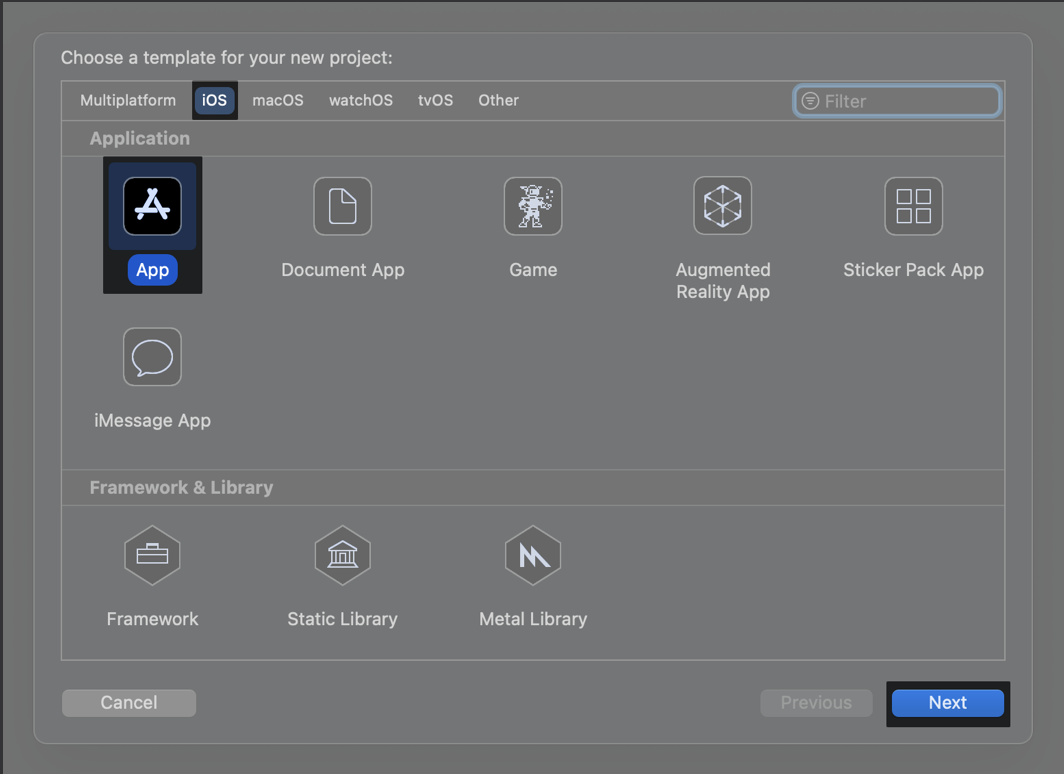 Choose a template for your new project:
Multiplatform iOS macOS watchOS tvOS Other Filter
Application
App Document App Game Augmented Reality App Sticker Pack App
iMessage App
Framework & Library
Framework Static Library Metal Library
Cancel Previous Next